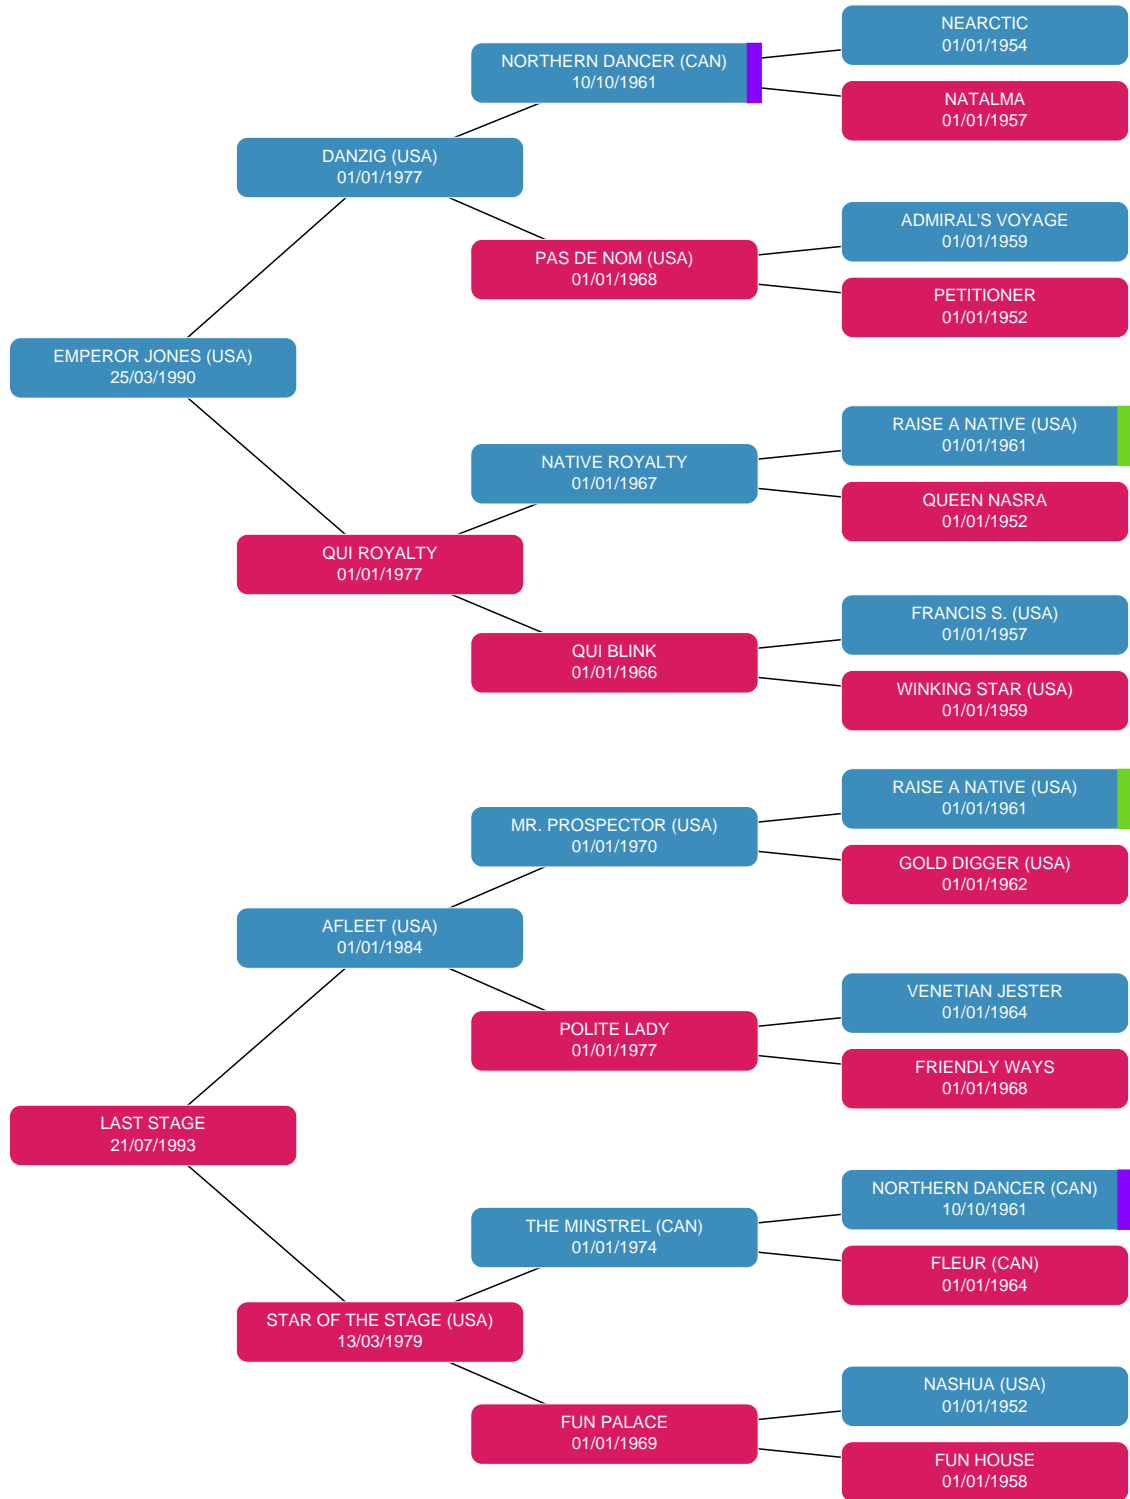 NEARCTIC
01/01/1954
NORTHERN DANCER (CAN)
10/10/1961
NATALMA
01/01/1957
DANZIG (USA)
01/01/1977
ADMIRAL'S VOYAGE
01/01/1959
PAS DE NOM (USA)
01/01/1968
PETITIONER
01/01/1952
EMPEROR JONES (USA)
25/03/1990
RAISE A NATIVE (USA)
01/01/1961
NATIVE ROYALTY
01/01/1967
QUEEN NASRA
01/01/1952
QUI ROYALTY
01/01/1977
FRANCIS S. (USA)
01/01/1957
QUI BLINK
01/01/1966
WINKING STAR (USA)
01/01/1959
RAISE A NATIVE (USA)
01/01/1961
MR. PROSPECTOR (USA)
01/01/1970
GOLD DIGGER (USA)
01/01/1962
AFLEET (USA)
01/01/1984
VENETIAN JESTER
01/01/1964
POLITE LADY
01/01/1977
FRIENDLY WAYS
01/01/1968
LAST STAGE
21/07/1993
NORTHERN DANCER (CAN)
10/10/1961
THE MINSTREL (CAN)
01/01/1974
FLEUR (CAN)
01/01/1964
STAR OF THE STAGE (USA)
13/03/1979
NASHUA (USA)
01/01/1952
FUN PALACE
01/01/1969
FUN HOUSE
01/01/1958